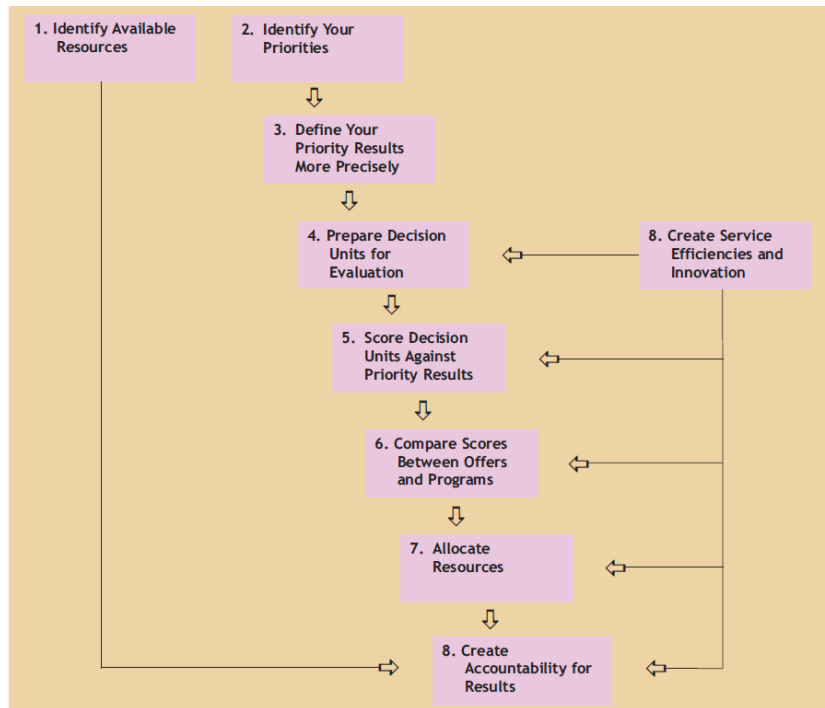 1. Identify Available
Resources
2. Identify Your
Priorities
3. Define Your
Priority Results
More Precisely
4. Prepare Decision
Units for
Evaluation
8. Create Service
Efficiencies and
Innovation
5. Score Decision
Units Against
Priority Results
6. Compare Scores
Between Offers
and Programs
7. Allocate
Resources
8. Create
Accountability for
Results